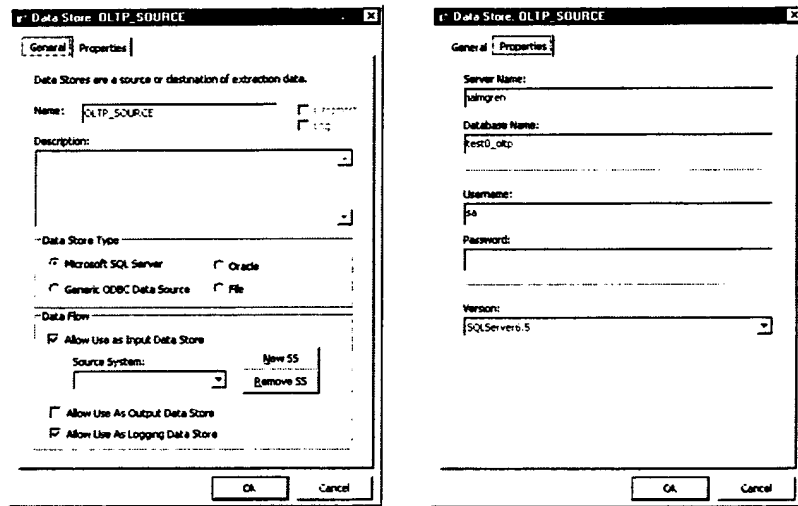 Data Store: OLTP_SOURCE
General Properties
Data Stores are a source or destination of extraction data.
Name: OLTP_SOURCE
Description:
Data Store Type
Microsoft SQL Server Oracle
Generic ODBC Data Source File
Data Flow
Allow Use as Input Data Store
Source System: New SS
Remove SS
Allow Use As Output Data Store
Allow Use As Logging Data Store
Ok Cancel
Data Store: OLTP_SOURCE
General Properties
Server Name:
Database Name:
test0_oltp
Username:
sa
Password:
Version:
SQLServer6.5
Ok Cancel